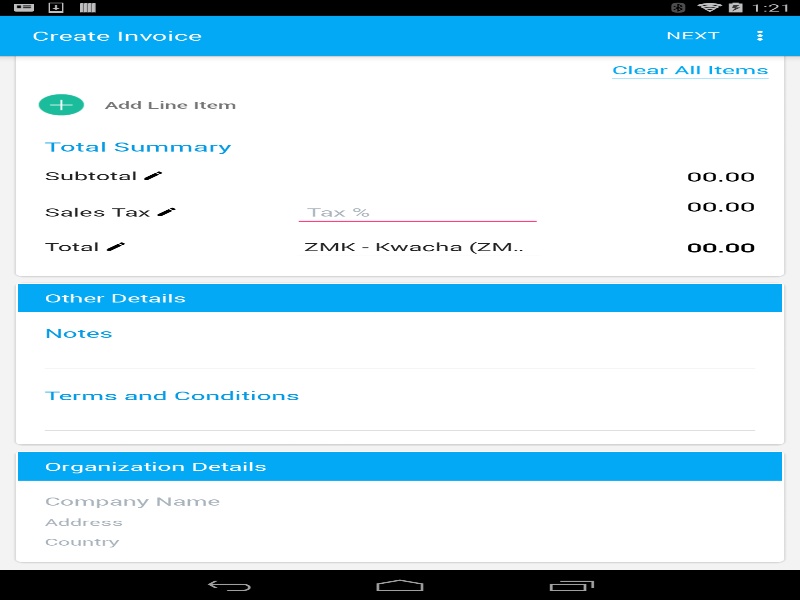 1:21
Create Invoice NEXT
Clear All Items
Add Line Item
Total Summary
Subtotal 00.00
Sales Tax Tax % 00.00
Total ZMK - Kwacha (ZM.. 00.00
Other Details
Notes
Terms and Conditions
Organization Details
Company Name
Address
Country